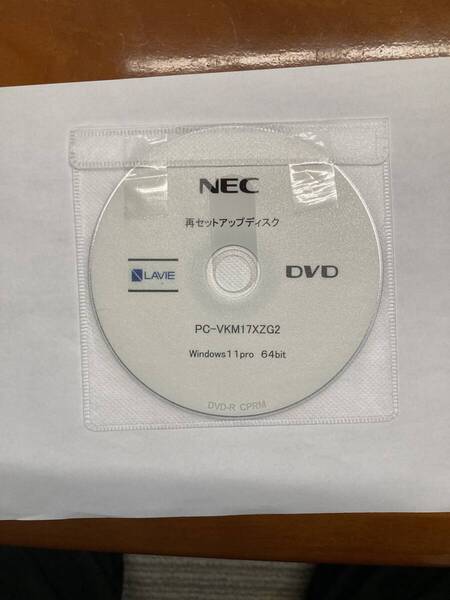 NEC
再セットアップディスク
LAVIE
DVD
PC-VKM17XZG2
Windows11pro 64bit
DVD-R CPRM